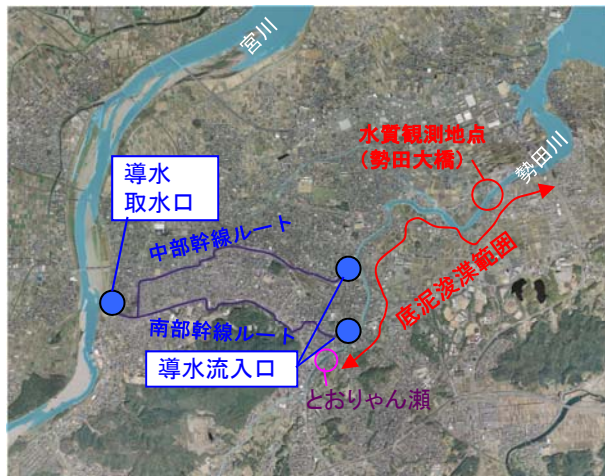 宮川
水質観測地点
(勢田大橋)
勢田川
導水
取水口
中部幹線ルート
底泥浚渫範囲
南部幹線ルート
導水流入口
とおりゃん瀬